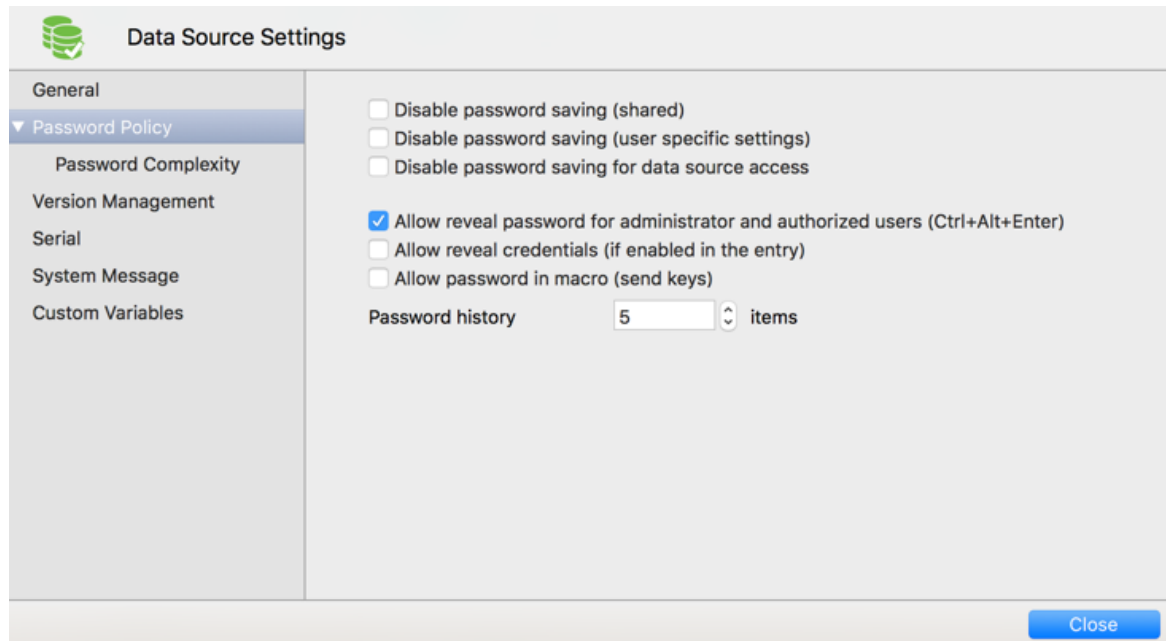 Data Source Settings
General
Password Policy
Password Complexity
Version Management
Serial
System Message
Custom Variables
Disable password saving (shared)
Disable password saving (user specific settings)
Disable password saving for data source access
Allow reveal password for administrator and authorized users (Ctrl+Alt+Enter)
Allow reveal credentials (if enabled in the entry)
Allow password in macro (send keys)
Password history 5 items
Close